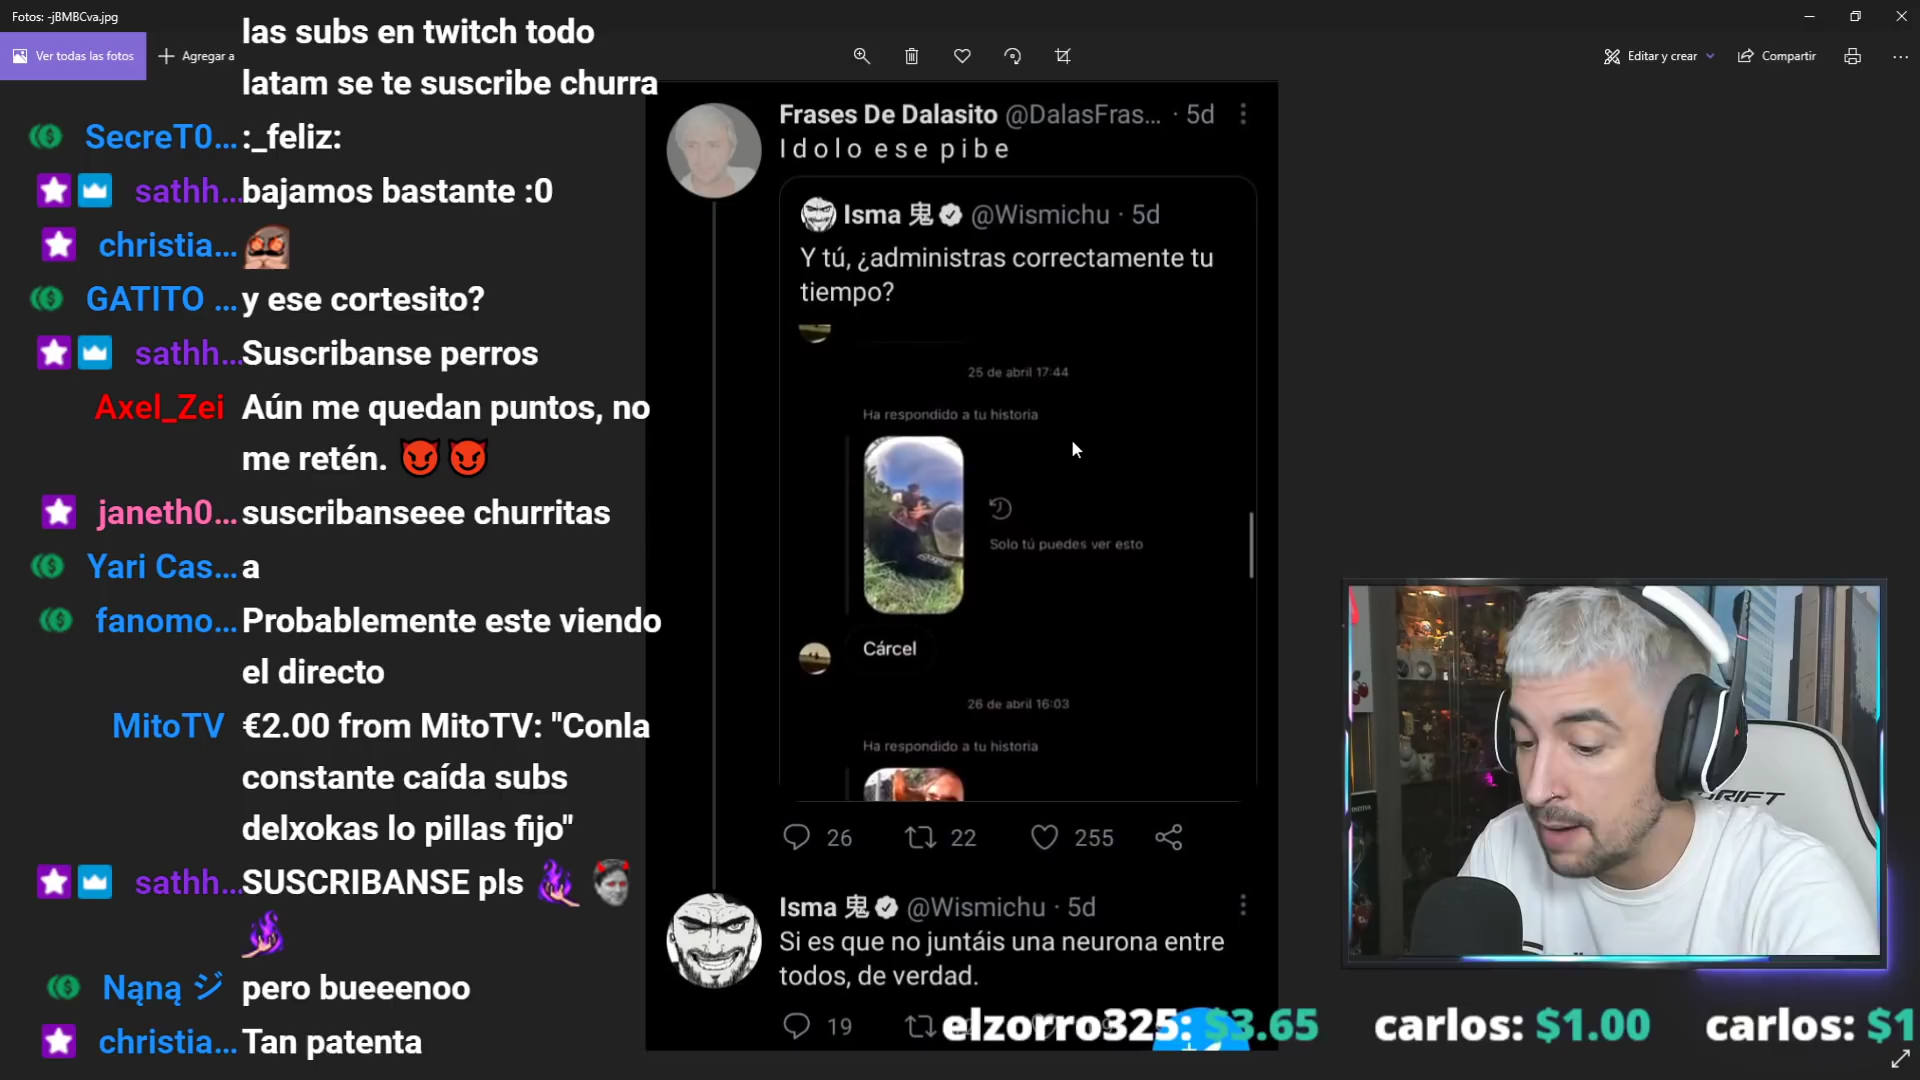 Fotos: -jBMBCva.jpg
Ver todas las fotos
Agregar a
Editar y crear
Compartir
las subs en twitch todo
latam se te suscribe churra
SecreT0... :_feliz:
sathh... bajamos bastante :0
christia...
GATITO ... y ese cortesito?
sathh... Suscribanse perros
Axel_Zei Aún me quedan puntos, no
me retén. 😈 😈
janeth0... suscribanseee churritas
Yari Cas... a
fanomo... Probablemente este viendo
el directo
MitoTV €2.00 from MitoTV: "Conla
constante caída subs
delxokas lo pillas fijo"
sathh... SUSCRIBANSE pls
Nąną ジ pero bueeenoo
christia... Tan patenta
Frases De Dalasito @DalasFras... · 5d
I d o l o e s e p i b e
Isma 鬼 @Wismichu · 5d
Y tú, ¿administras correctamente tu
tiempo?
25 de abril 17:44
Ha respondido a tu historia
Solo tú puedes ver esto
Cárcel
26 de abril 16:03
Ha respondido a tu historia
26 22 255
Isma 鬼 @Wismichu · 5d
Si es que no juntáis una neurona entre
todos, de verdad.
19
elzorro325: $3.65 carlos: $1.00 carlos: $1
DRIFT